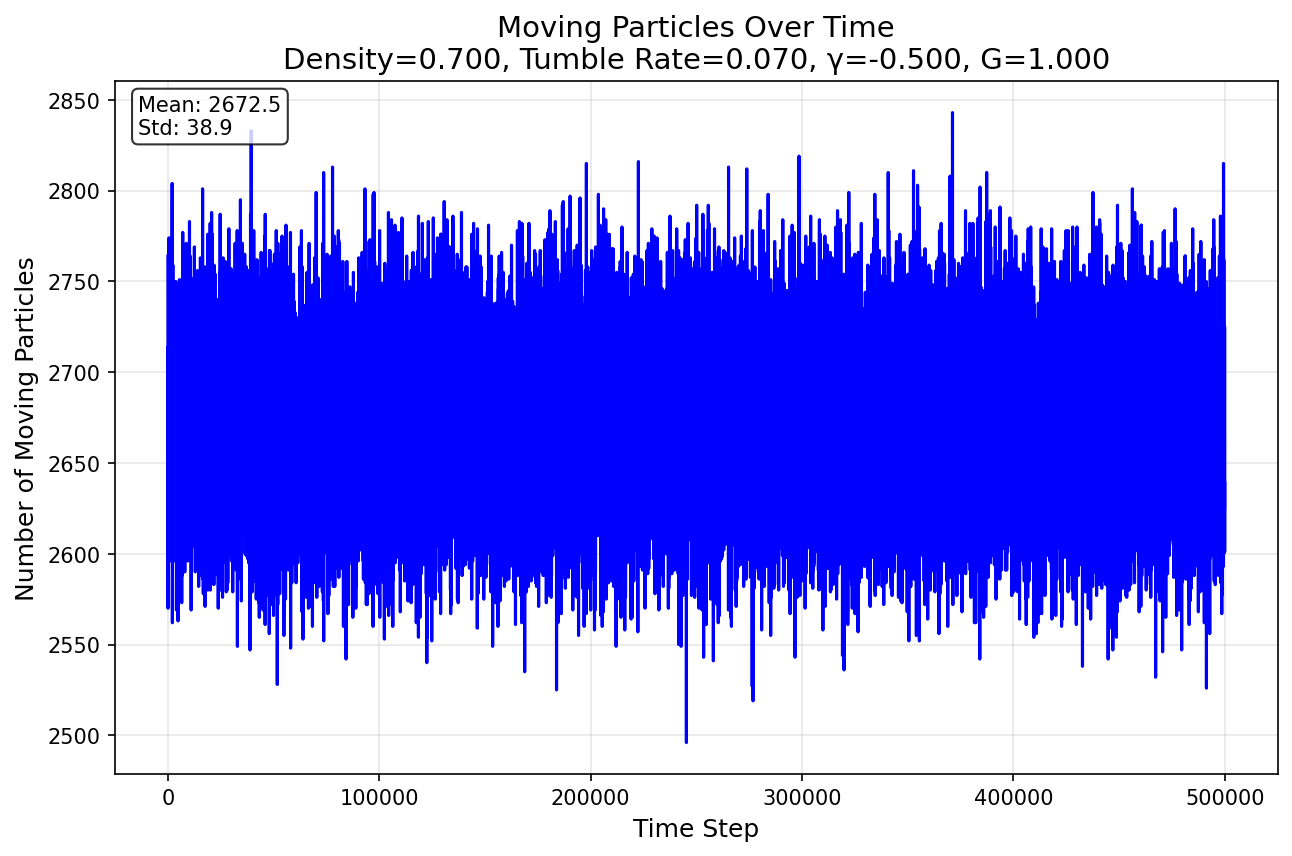 Moving Particles Over Time
Density=0.700, Tumble Rate=0.070, γ=-0.500, G=1.000
Mean: 2672.5
Std: 38.9
Number of Moving Particles
2850
2800
2750
2700
2650
2600
2550
2500
0
100000
200000
300000
400000
500000
Time Step